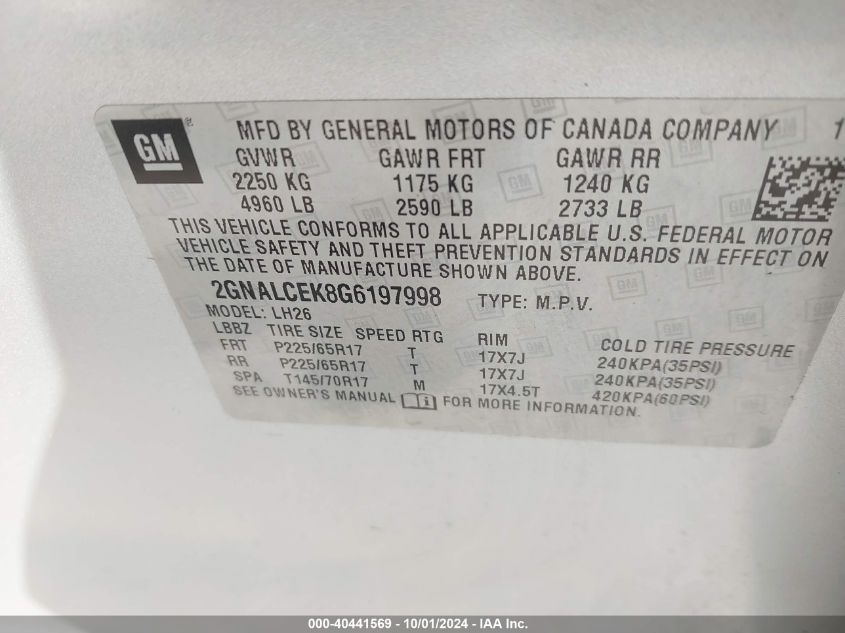 GM
MFD BY GENERAL MOTORS OF CANADA COMPANY 1
GVWR GAWR FRT GAWR RR
2250 KG 1175 KG 1240 KG
4960 LB 2590 LB 2733 LB
THIS VEHICLE CONFORMS TO ALL APPLICABLE U.S. FEDERAL MOTOR
VEHICLE SAFETY AND THEFT PREVENTION STANDARDS IN EFFECT ON
THE DATE OF MANUFACTURE SHOWN ABOVE.
2GNALCEK8G6197998 TYPE: M.P.V.
MODEL: LH26
LBBZ TIRE SIZE SPEED RTG RIM COLD TIRE PRESSURE
FRT P225/65R17 T 17X7J 240KPA(35PSI)
RR P225/65R17 T 17X7J 240KPA(35PSI)
SPA T145/70R17 M 17X4.5T 420KPA(60PSI)
SEE OWNER'S MANUAL i FOR MORE INFORMATION.
000-40441569 - 10/01/2024 - IAA Inc.